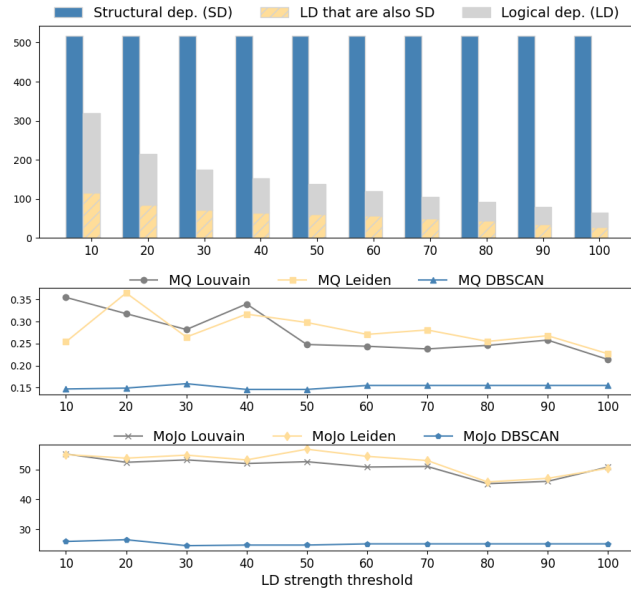 Structural dep. (SD) LD that are also SD Logical dep. (LD)
500
400
300
200
100
0
10 20 30 40 50 60 70 80 90 100
MQ Louvain MQ Leiden MQ DBSCAN
0.35
0.30
0.25
0.20
0.15
10 20 30 40 50 60 70 80 90 100
MoJo Louvain MoJo Leiden MoJo DBSCAN
50
40
30
10 20 30 40 50 60 70 80 90 100
LD strength threshold